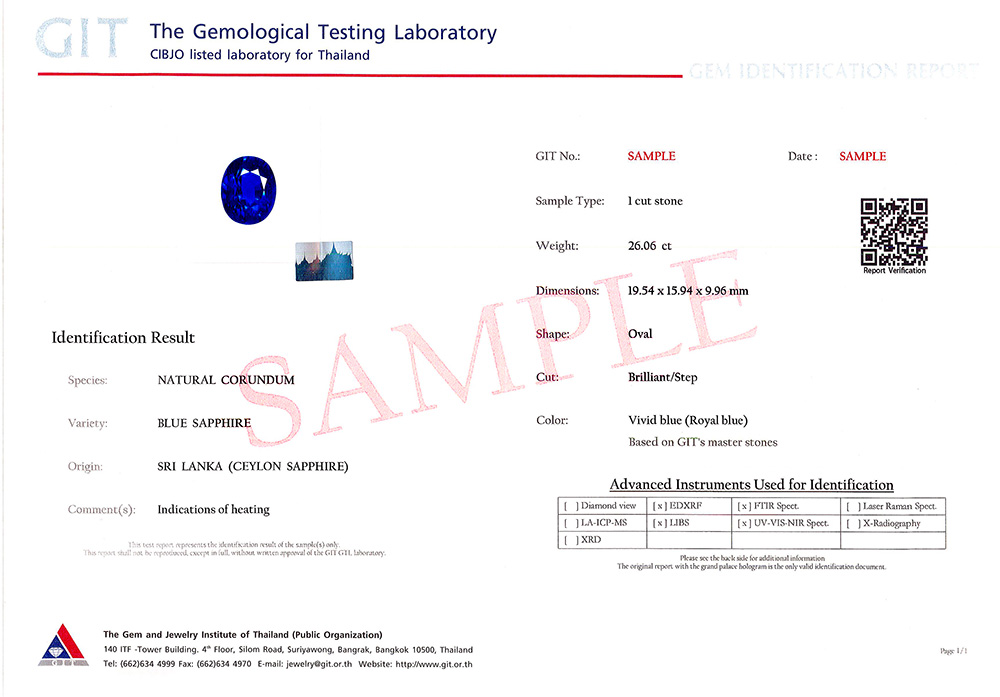 GIT
The Gemological Testing Laboratory
CIBJO listed laboratory for Thailand
GEM IDENTIFICATION REPORT
GIT No.: SAMPLE Date : SAMPLE
Sample Type: 1 cut stone
Weight: 26.06 ct
Report Verification
Dimensions: 19.54 x 15.94 x 9.96 mm
Shape: Oval
Cut: Brilliant/Step
Color: Vivid blue (Royal blue)
Based on GIT's master stones
SAMPLE
Identification Result
Species: NATURAL CORUNDUM
Variety: BLUE SAPPHIRE
Origin: SRI LANKA (CEYLON SAPPHIRE)
Comment(s): Indications of heating
This test report represents the identification result of the sample(s) only.
This report shall not be reproduced, except in full, without written approval of the GIT GTL laboratory.
Advanced Instruments Used for Identification
[ ] Diamond view [x] EDXRF [x] FTIR Spect. [ ] Laser Raman Spect.
[ ] LA-ICP-MS [x] LIBS [x] UV-VIS-NIR Spect. [ ] X-Radiography
[ ] XRD
Please see the back side for additional information
The original report with the grand palace hologram is the only valid identification document.
GIT
The Gem and Jewelry Institute of Thailand (Public Organization)
140 ITF -Tower Building. 4th Floor, Silom Road, Suriyawong, Bangrak, Bangkok 10500, Thailand
Tel: (662)634 4999 Fax: (662)634 4970 E-mail: jewelry@git.or.th Website: http://www.git.or.th
Page 1/1